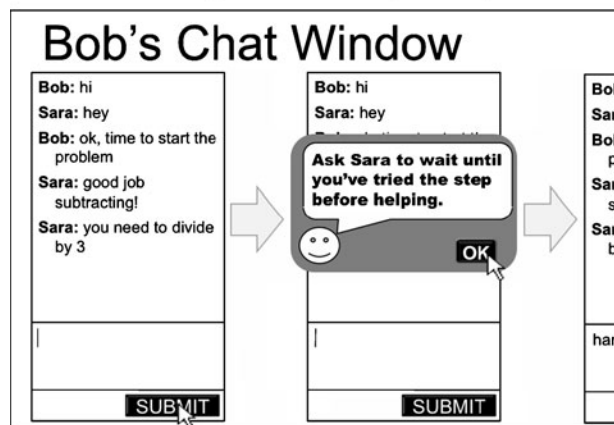 Bob's Chat Window
Bob: hi
Sara: hey
Bob: ok, time to start the
problem
Sara: good job
subtracting!
Sara: you need to divide
by 3
SUBMIT
Bob: hi
Sara: hey
Ask Sara to wait until
you've tried the step
before helping.
OK
SUBMIT